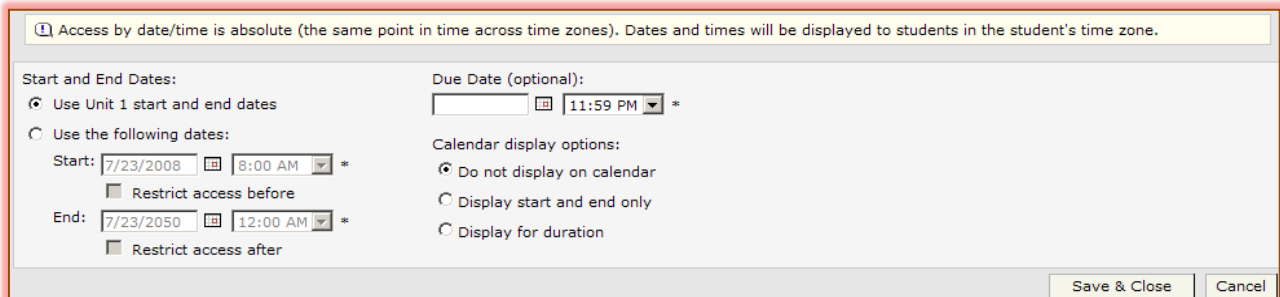 Access by date/time is absolute (the same point in time across time zones). Dates and times will be displayed to students in the student's time zone.
Start and End Dates:
Use Unit 1 start and end dates
Use the following dates:
Start: 7/23/2008 8:00 AM *
Restrict access before
End: 7/23/2050 12:00 AM *
Restrict access after
Due Date (optional):
11:59 PM *
Calendar display options:
Do not display on calendar
Display start and end only
Display for duration
Save & Close Cancel